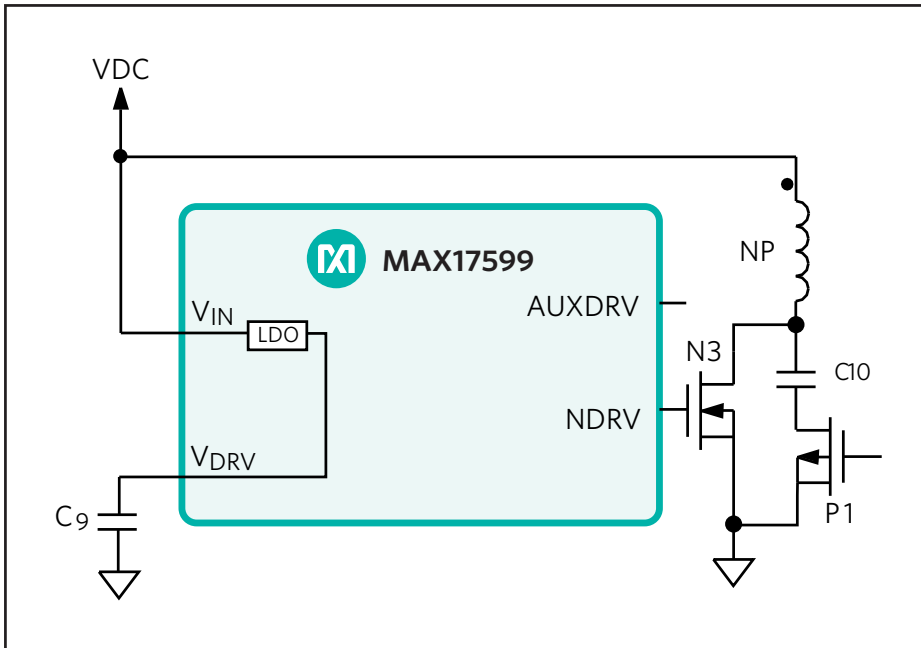 VDC
MAX17599
NP
VIN
LDO
AUXDRV
N3
C10
NDRV
VDRV
C9
P1